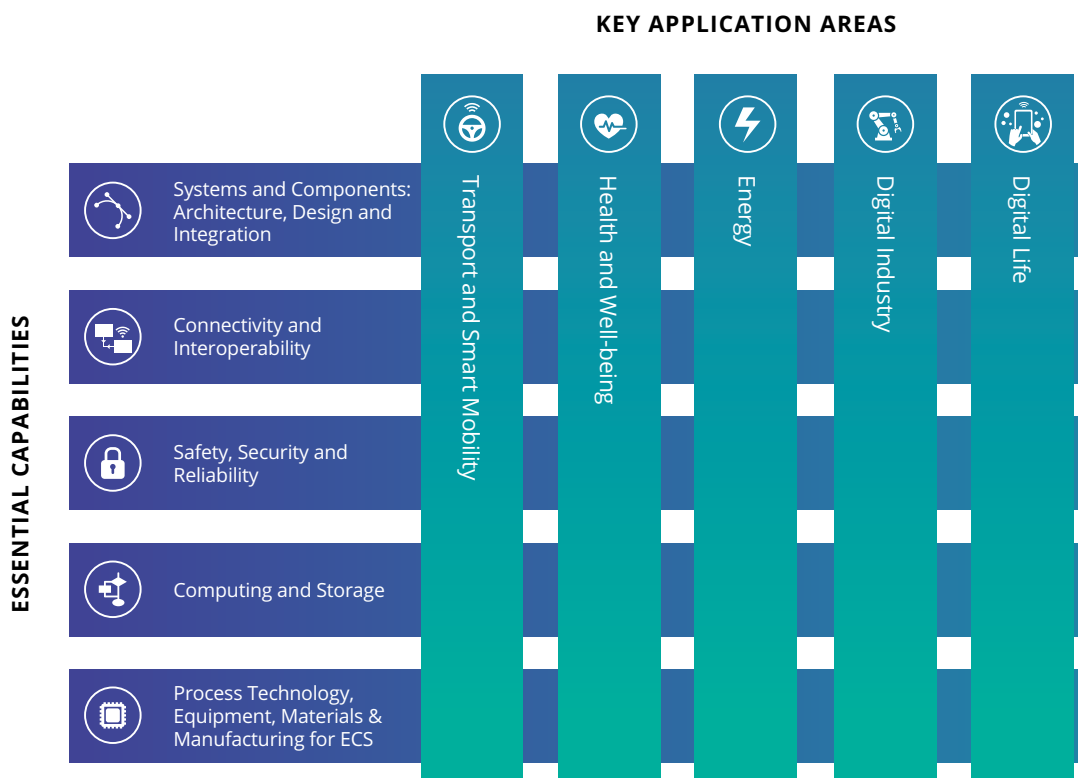 KEY APPLICATION AREAS
Transport and Smart Mobility
Health and Well-being
Energy
Digital Industry
Digital Life
ESSENTIAL CAPABILITIES
Systems and Components:
Architecture, Design and
Integration
Connectivity and
Interoperability
Safety, Security and
Reliability
Computing and Storage
Process Technology,
Equipment, Materials &
Manufacturing for ECS